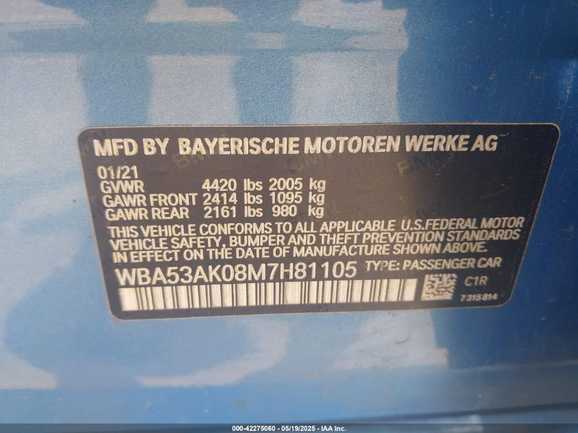 MFD BY BAYERISCHE MOTOREN WERKE AG
01/21
GVWR 4420 lbs 2005 kg
GAWR FRONT 2414 lbs 1095 kg
GAWR REAR 2161 lbs 980 kg
THIS VEHICLE CONFORMS TO ALL APPLICABLE U.S.FEDERAL MOTOR
VEHICLE SAFETY, BUMPER, AND THEFT PREVENTION STANDARDS
IN EFFECT ON THE DATE OF MANUFACTURE SHOWN ABOVE.
WBA53AK08M7H81105 TYPE: PASSENGER CAR
C1R
7315814
000-42275060 - 05/19/2025 - IAA Inc.